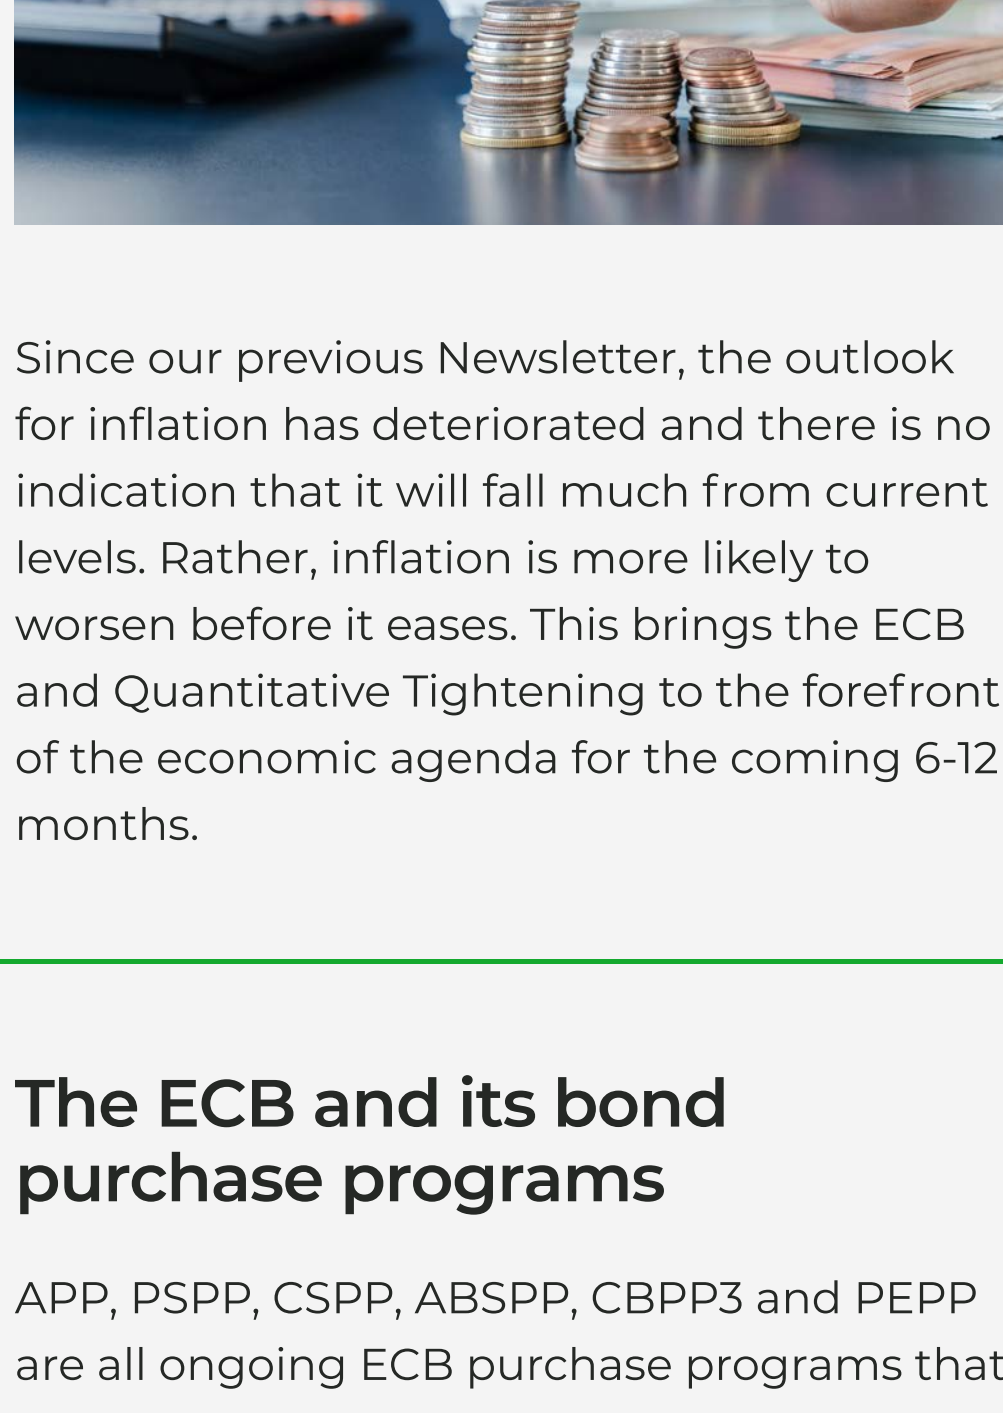 Since our previous Newsletter, the outlook
for inflation has deteriorated and there is no
indication that it will fall much from current
levels. Rather, inflation is more likely to
worsen before it eases. This brings the ECB
and Quantitative Tightening to the forefront
of the economic agenda for the coming 6-12
months.
The ECB and its bond
purchase programs
APP, PSPP, CSPP, ABSPP, CBPP3 and PEPP
are all ongoing ECB purchase programs that